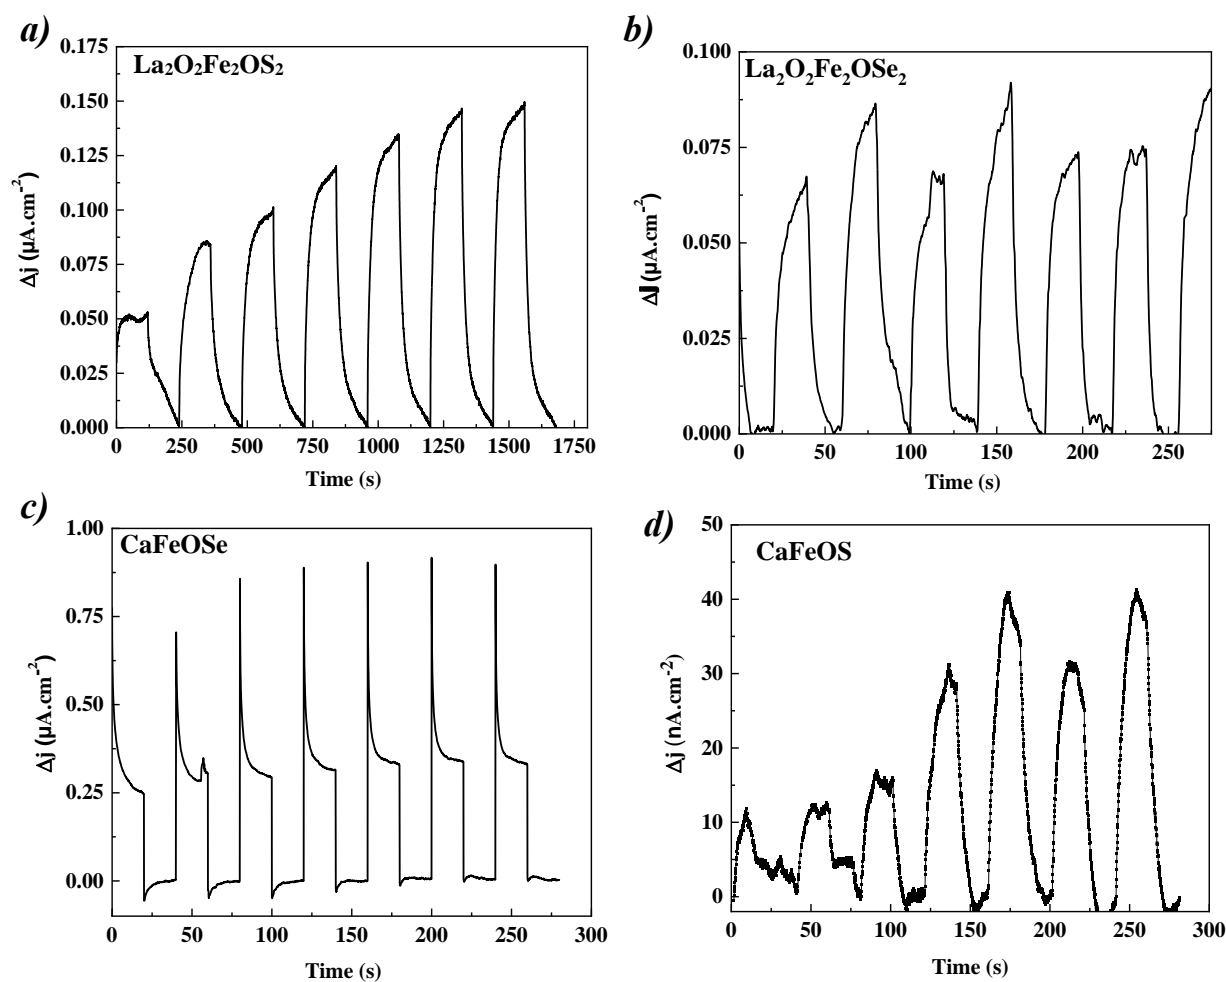 a)
La₂O₂Fe₂OS₂
0.175
0.150
0.125
0.100
0.075
0.050
0.025
0.000
Δj (µA.cm⁻²)
0 250 500 750 1000 1250 1500 1750
Time (s)
b)
La₂O₂Fe₂OSe₂
0.100
0.075
0.050
0.025
0.000
ΔJ (µA.cm⁻²)
0 50 100 150 200 250
Time (s)
c)
CaFeOSe
1.00
0.75
0.50
0.25
0.00
Δj (µA.cm⁻²)
0 50 100 150 200 250 300
Time (s)
d)
CaFeOS
50
40
30
20
10
0
Δj (nA.cm⁻²)
0 50 100 150 200 250 300
Time (s)